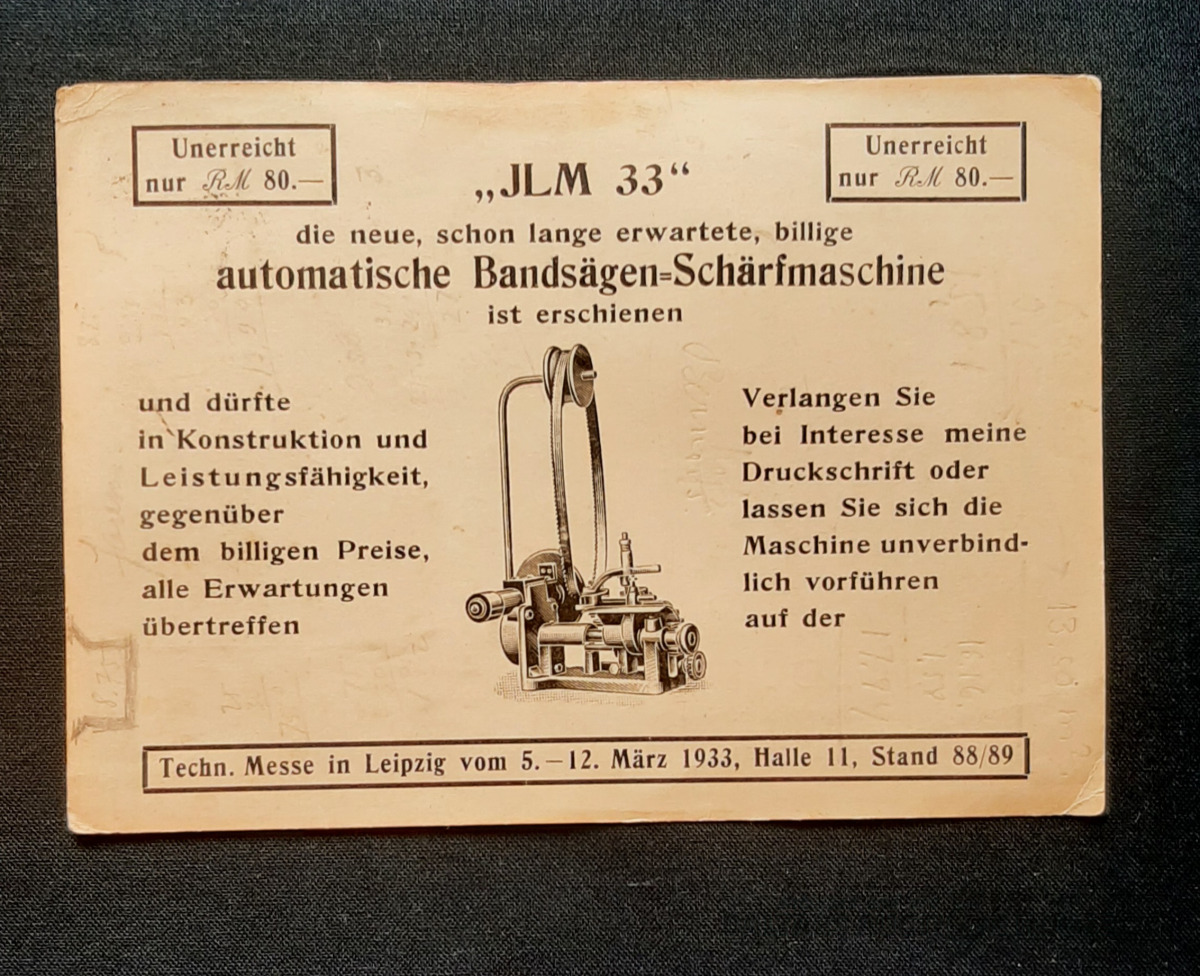 Unerreicht
nur RM 80.—
Unerreicht
nur RM 80.—
„JLM 33“
die neue, schon lange erwartete, billige
automatische Bandsägen=Schärfmaschine
ist erschienen
und dürfte
in Konstruktion und
Leistungsfähigkeit,
gegenüber
dem billigen Preise,
alle Erwartungen
übertreffen
Verlangen Sie
bei Interesse meine
Druckschrift oder
lassen Sie sich die
Maschine unverbind-
lich vorführen
auf der
Techn. Messe in Leipzig vom 5.—12. März 1933, Halle 11, Stand 88/89